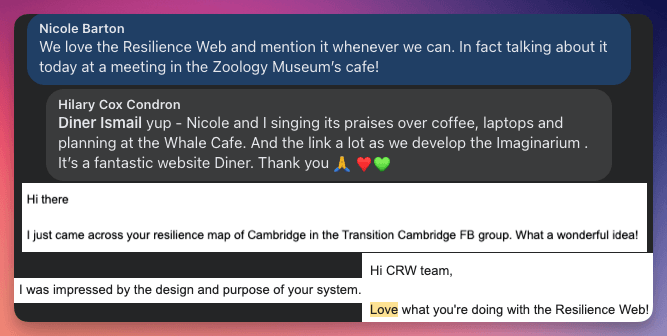 Nicole Barton
We love the Resilience Web and mention it whenever we can. In fact talking about it
today at a meeting in the Zoology Museum's cafe!
Hilary Cox Condron
Diner Ismail yup - Nicole and I singing its praises over coffee, laptops and
planning at the Whale Cafe. And the link a lot as we develop the Imaginarium .
It's a fantastic website Diner. Thank you 🙏 ❤️💚
Hi there
I just came across your resilience map of Cambridge in the Transition Cambridge FB group. What a wonderful idea!
I was impressed by the design and purpose of your system.
Hi CRW team,
Love what you're doing with the Resilience Web!